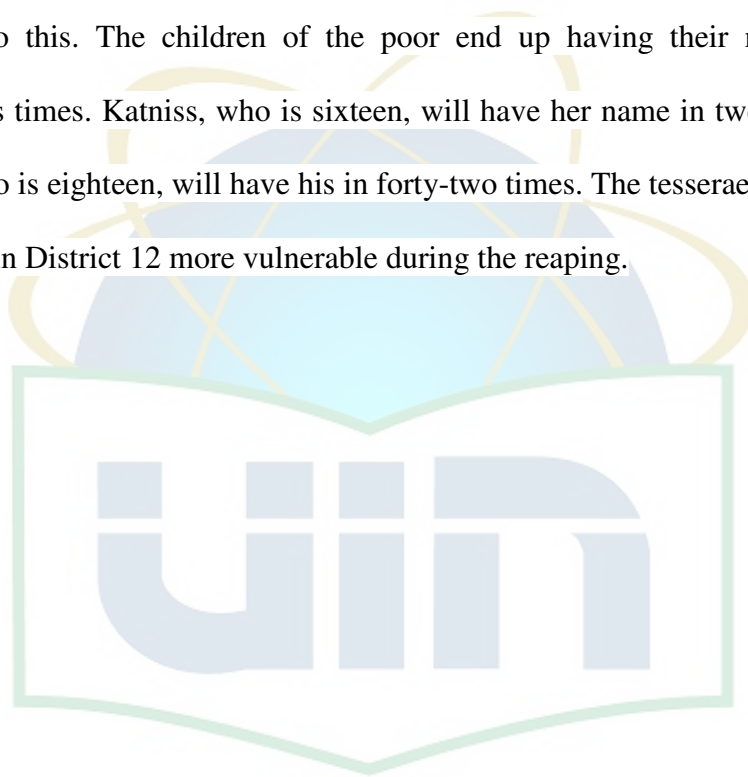 this. The children of the poor end up having their
times. Katniss, who is sixteen, will have her name in
is eighteen, will have his in forty-two times. The tesserae
District 12 more vulnerable during the reaping.
uin